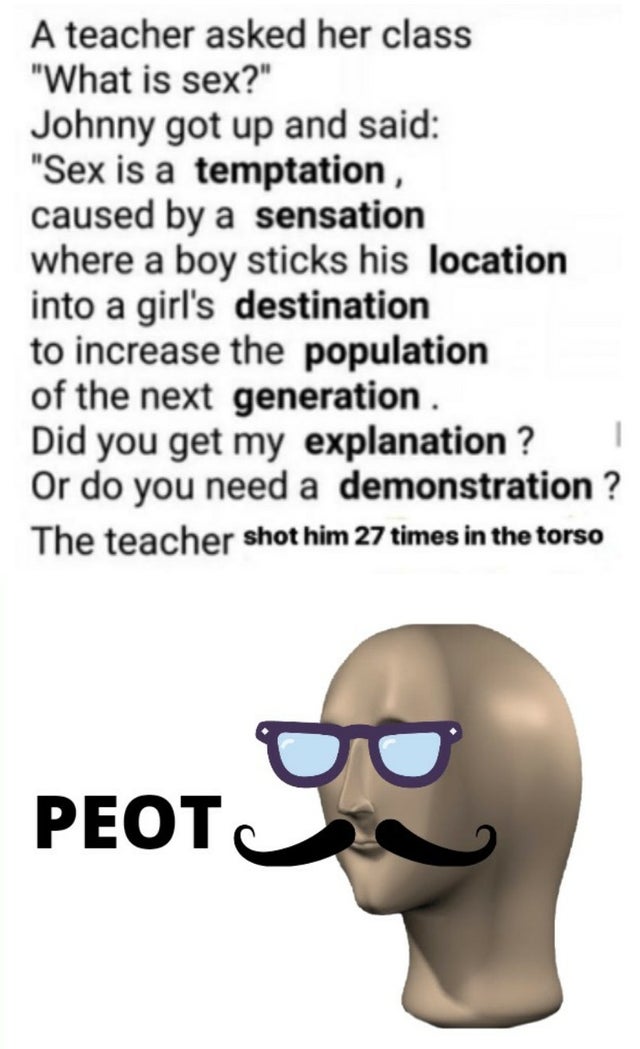 A teacher asked her class
"What is sex?"
Johnny got up and said:
"Sex is a temptation ,
caused by a sensation
where a boy sticks his location
into a girl's destination
to increase the population
of the next generation .
Did you get my explanation ?
Or do you need a demonstration ?
The teacher shot him 27 times in the torso
PEOT